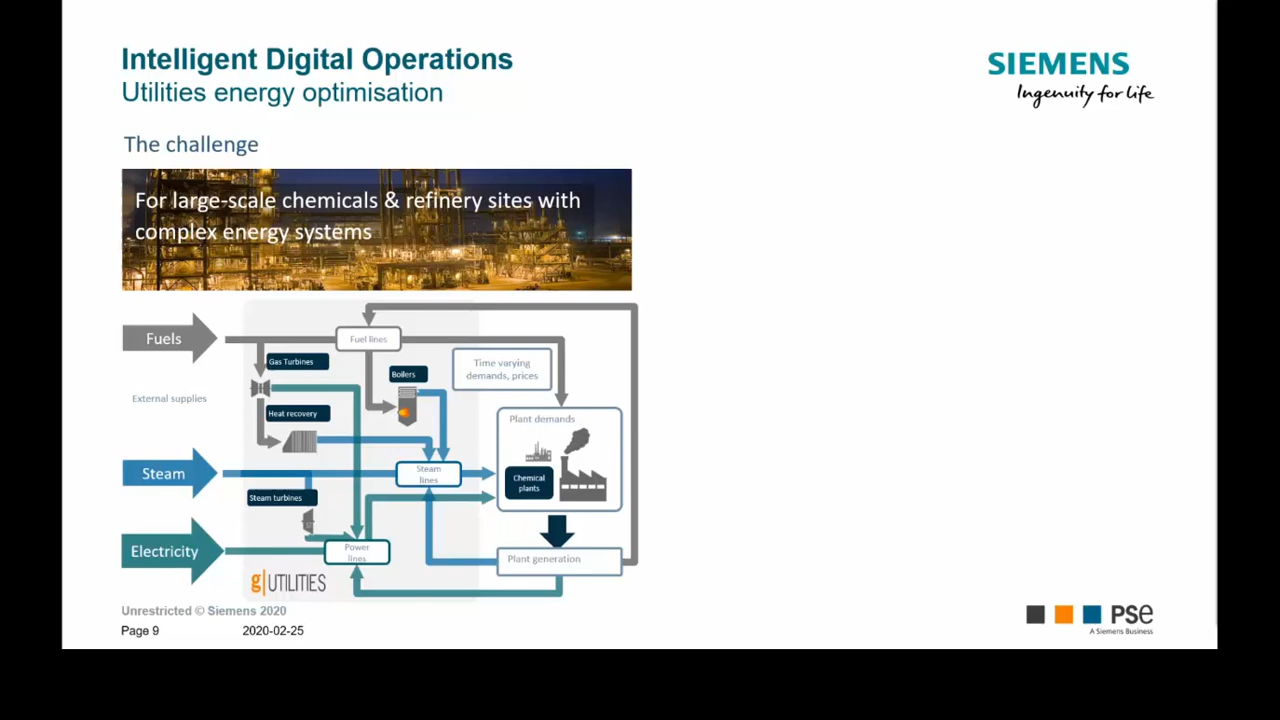 Intelligent Digital Operations
Utilities energy optimisation
SIEMENS
Ingenuity for life
The challenge
For large-scale chemicals & refinery sites with
complex energy systems
Fuels
Fuel lines
Gas Turbines
Boilers
Time varying
demands, prices
External supplies
Heat recovery
Plant demands
Steam
Steam
lines
Chemical
plants
Steam turbines
Electricity
Power
lines
Plant generation
g|UTILITIES
Unrestricted © Siemens 2020
Page 9
2020-02-25
PSe
A Siemens Business